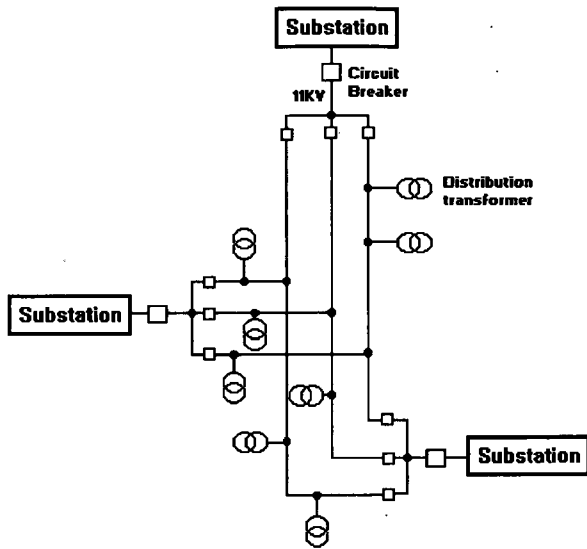 Substation
Circuit
Breaker
11KV
Distribution
transformer
Substation
Substation